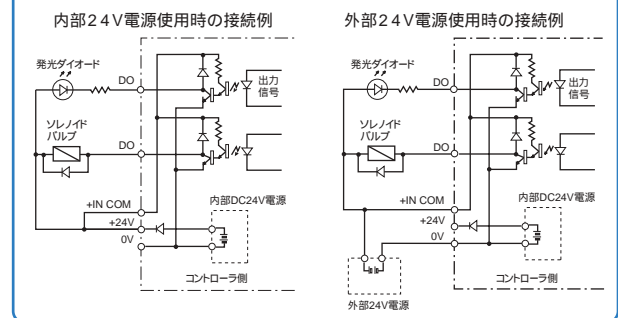 内部24V電源使用時の接続例
発光ダイオード
DO
出力
信号
ソレノイド
バルブ
DO
+IN COM
+24V
0V
内部DC24V電源
コントローラ側
外部24V電源使用時の接続例
発光ダイオード
DO
出力
信号
ソレノイド
バルブ
DO
+IN COM
+24V
0V
内部DC24V電源
コントローラ側
外部24V電源